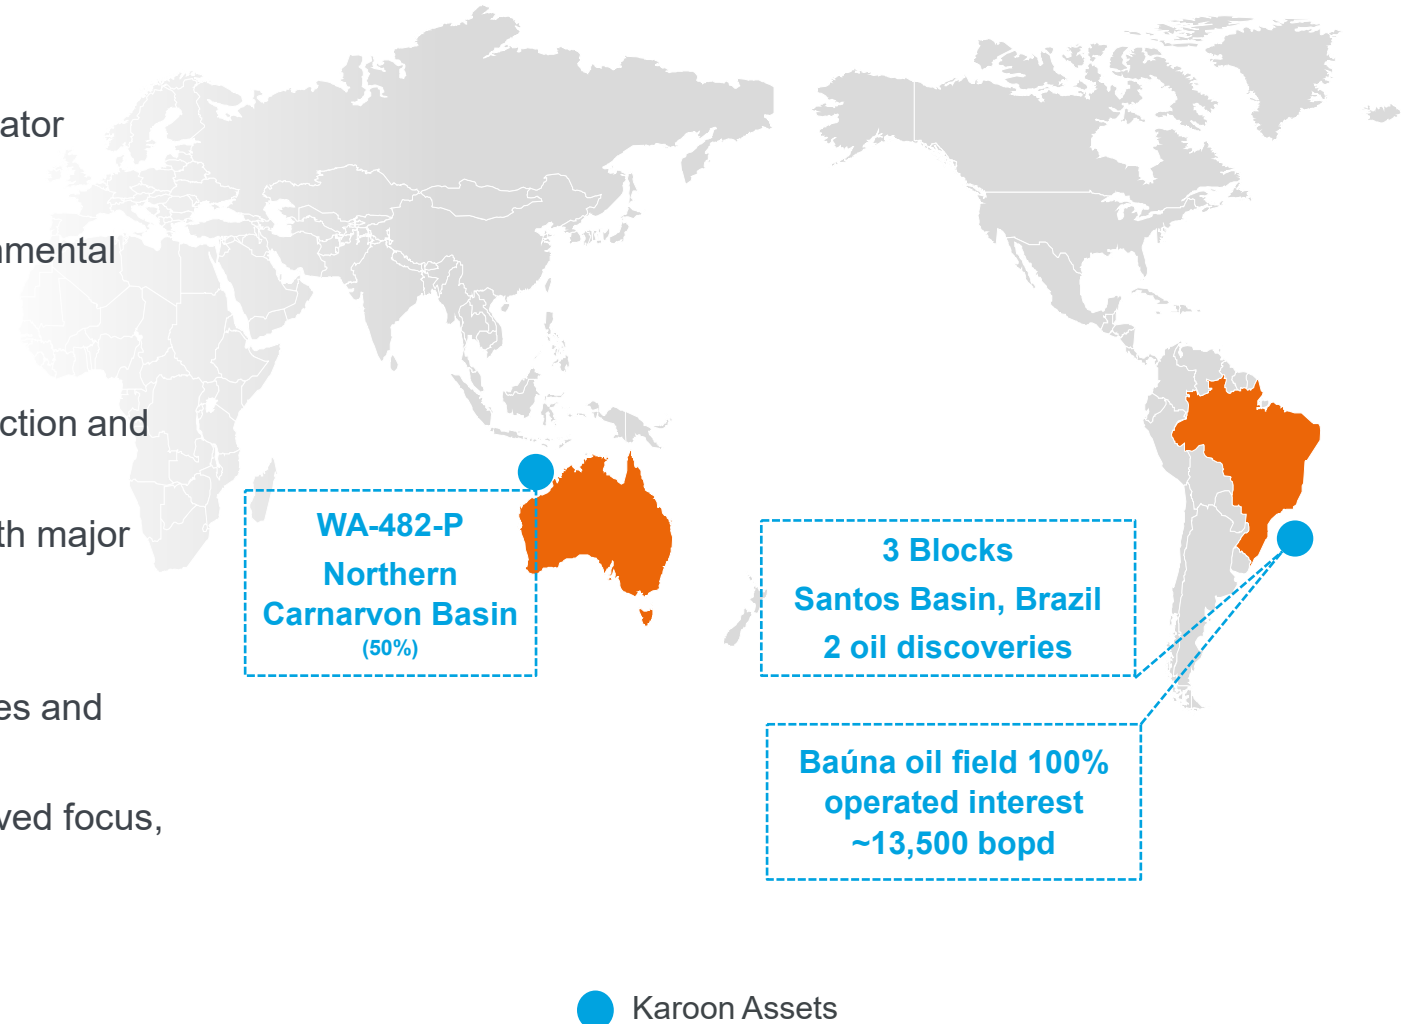 ator
nmental
ction and
th major
es and
ved focus,
WA-482-P
Northern
Carnarvon Basin
(50%)
3 Blocks
Santos Basin, Brazil
2 oil discoveries
Baúna oil field 100%
operated interest
~13,500 bopd
Karoon Assets